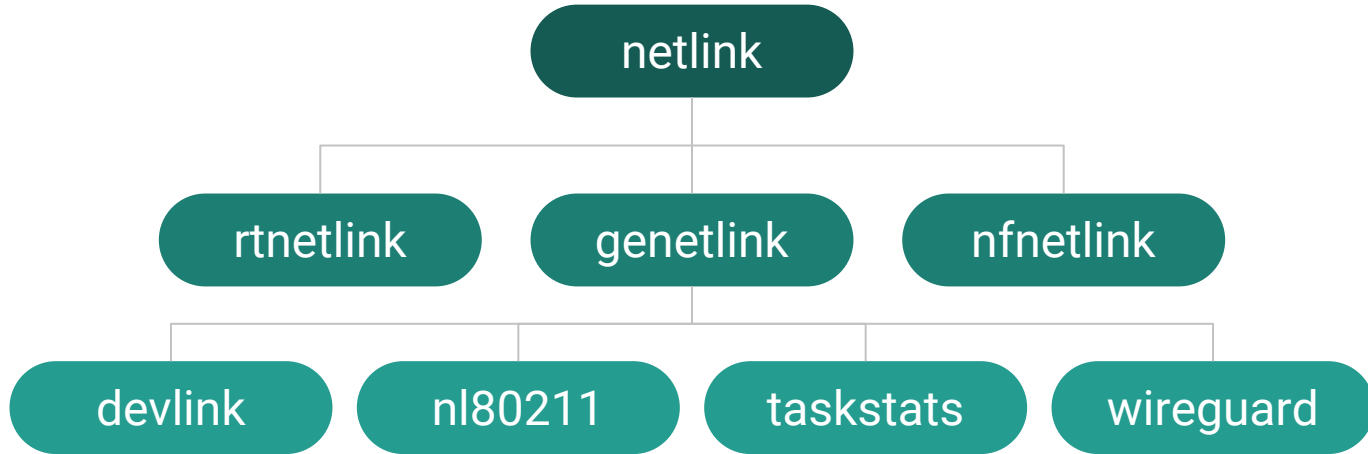 netlink
rtnetlink
genetlink
nfnetlink
devlink
nl80211
taskstats
wireguard